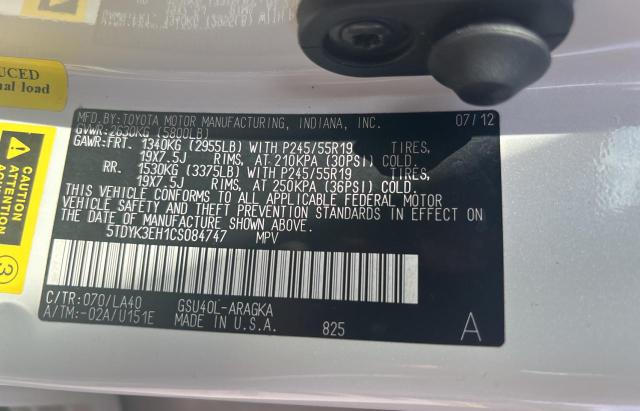 UCED
nal load
CAUTION
ATTENTION
3
MFD.BY:TOYOTA MOTOR MANUFACTURING, INDIANA, INC. 07/12
GVWR:2630KG (5800LB)
GAWR:FRT. 1340KG (2955LB) WITH P245/55R19 TIRES,
19X7.5J RIMS, AT 210KPA (30PSI) COLD.
RR. 1530KG (3375LB) WITH P245/55R19 TIRES,
19X7.5J RIMS, AT 250KPA (36PSI) COLD.
THIS VEHICLE CONFORMS TO ALL APPLICABLE FEDERAL MOTOR
VEHICLE SAFETY AND THEFT PREVENTION STANDARDS IN EFFECT ON
THE DATE OF MANUFACTURE SHOWN ABOVE.
5TDYK3EH1CS084747 MPV
C/TR:070/LA40 GSU40L-ARAGKA
A/TM:-02A/U151E MADE IN U.S.A. 825 A